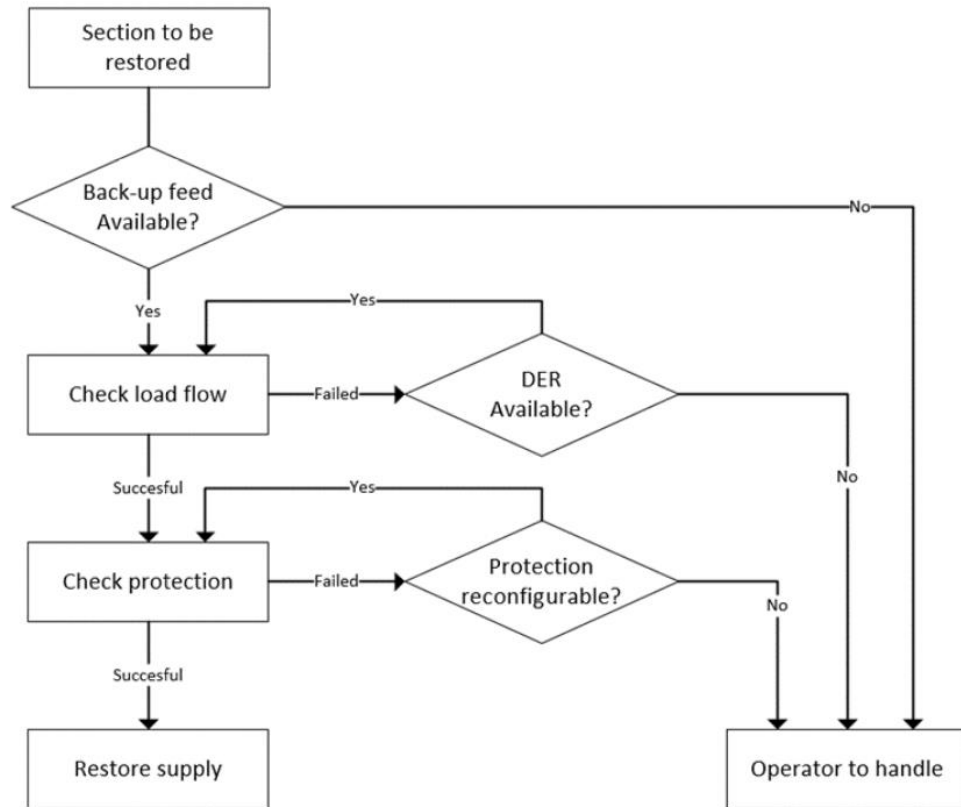 Section to be
restored
Back-up feed
Available?
No
Yes
Yes
Check load flow
Failed
DER
Available?
No
Succesful
Yes
Check protection
Failed
Protection
reconfigurable?
No
Succesful
Restore supply
Operator to handle